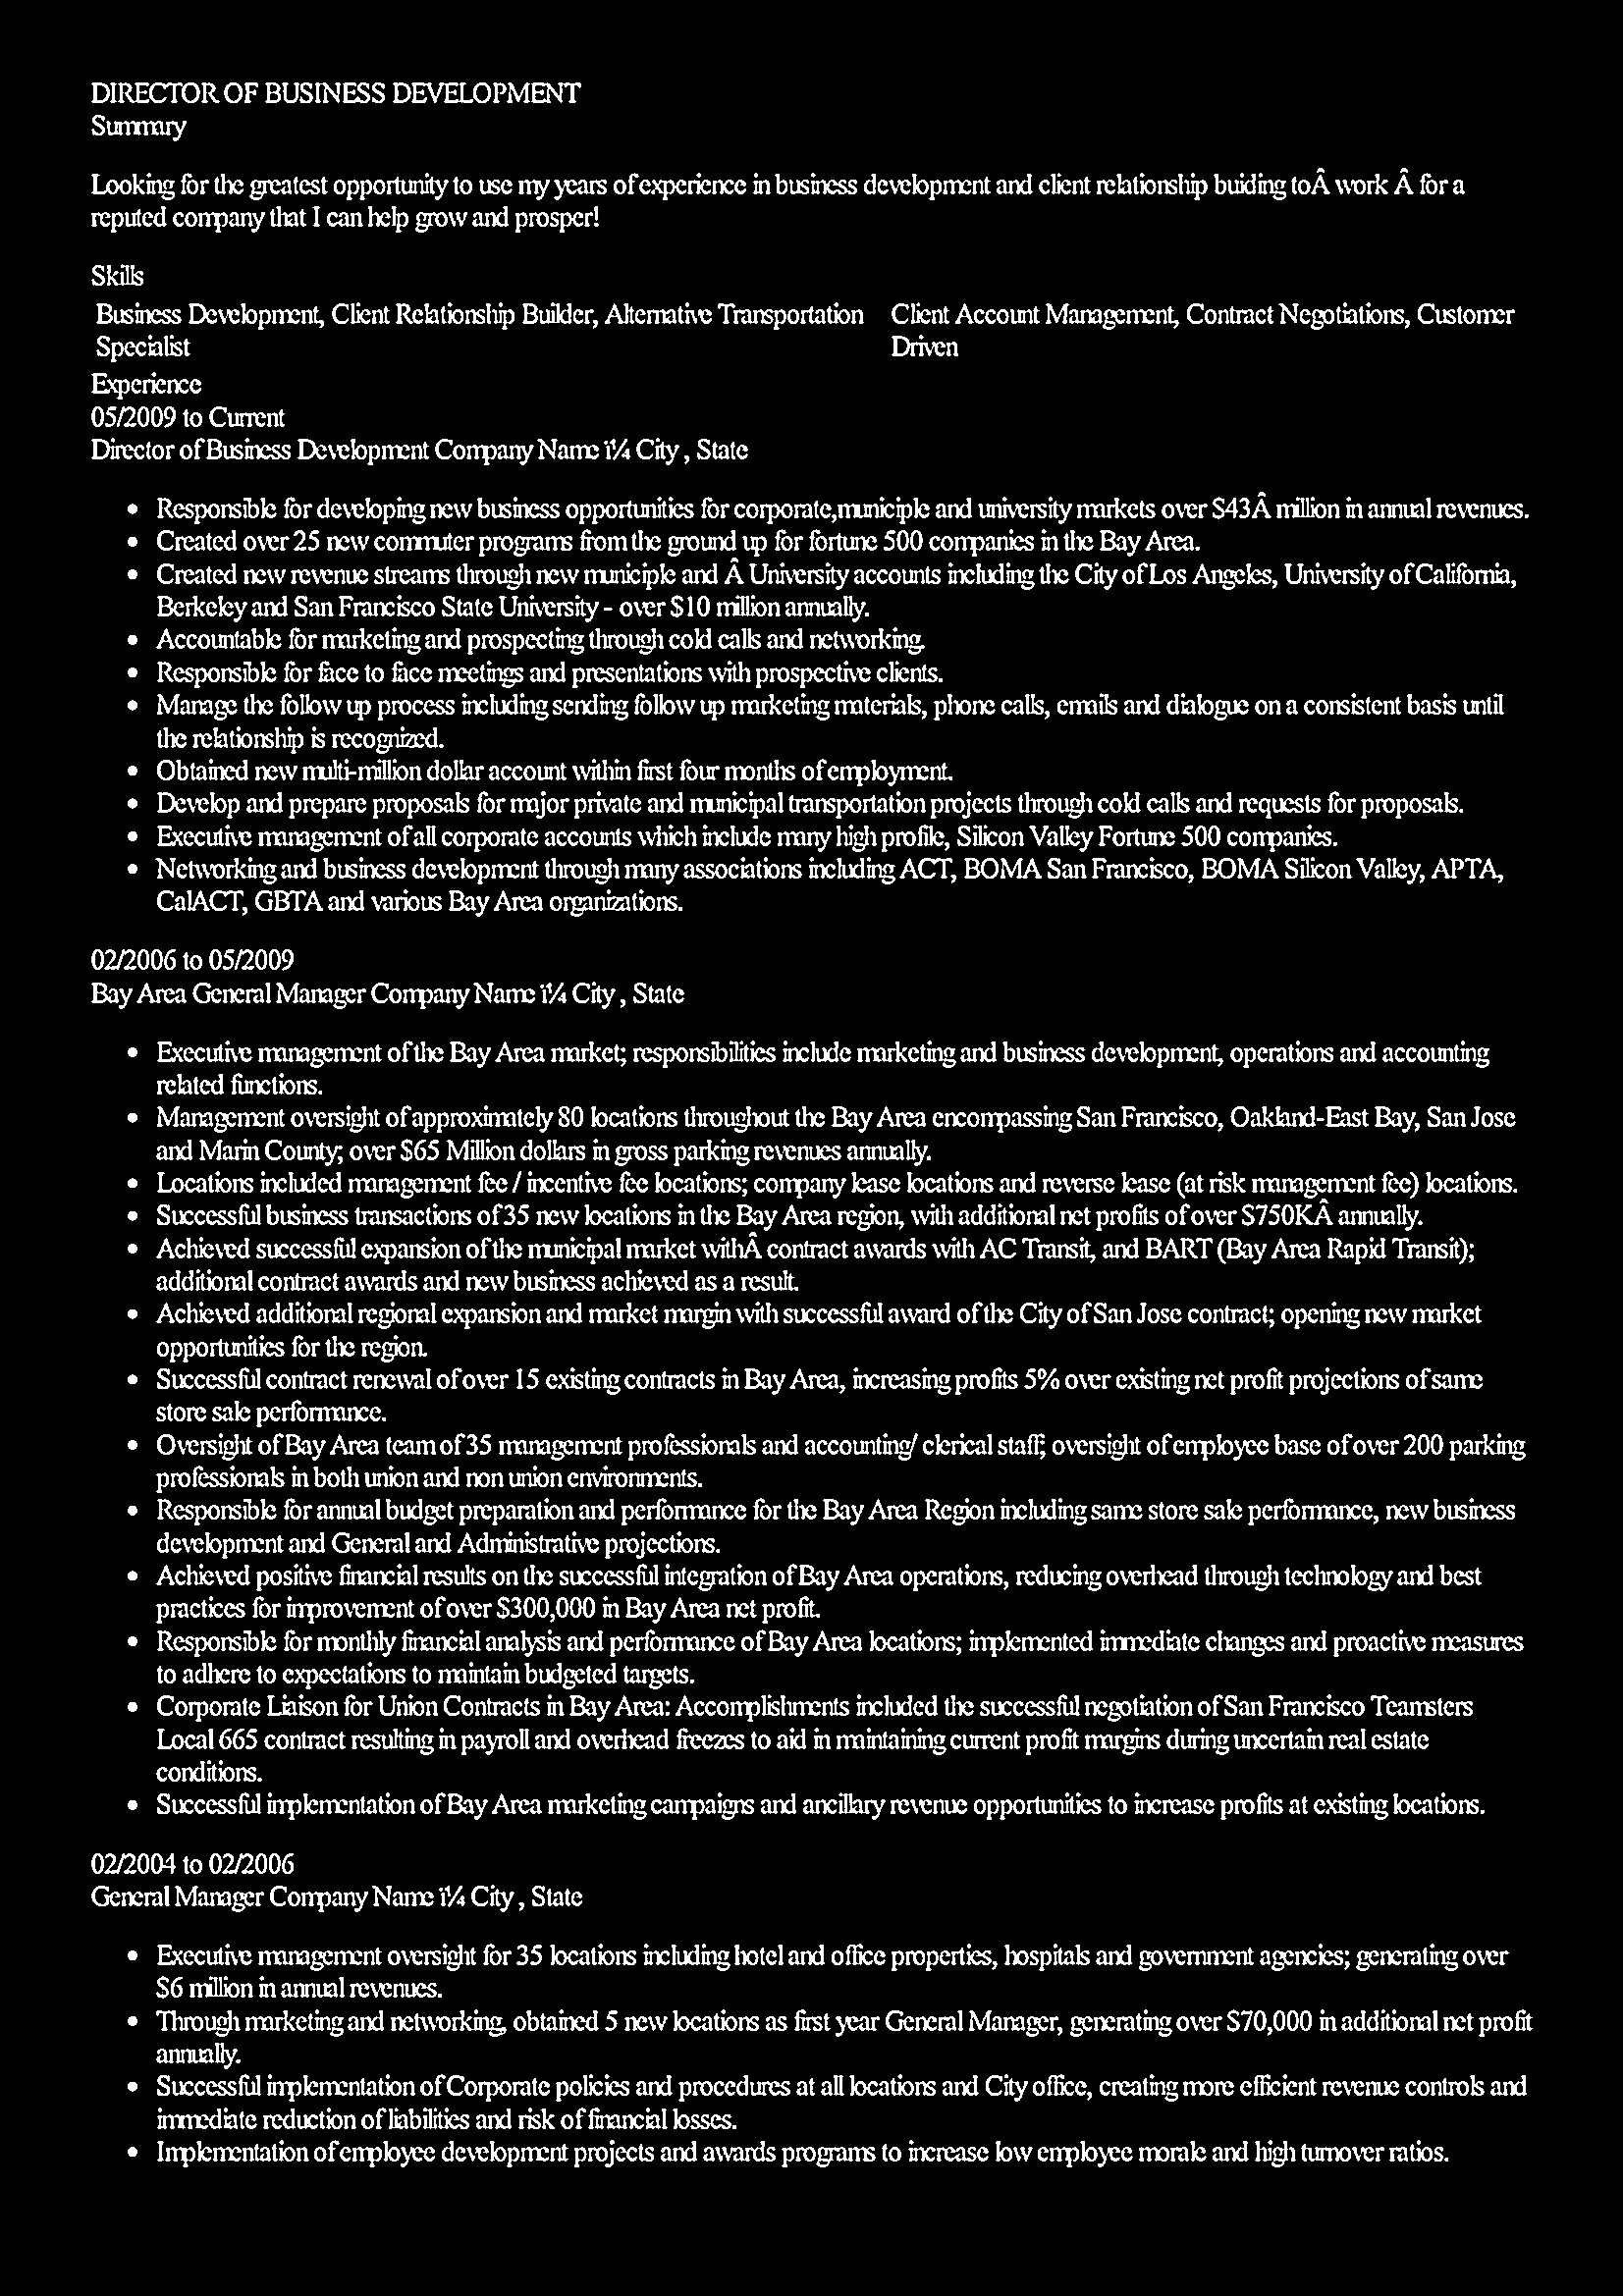 DIRECTOR OF BUSINESS DEVELOPMENT
Summary
Looking for the greatest opportunity to use my years of experience in business development and client relationship buiding toÂ work Â for a
reputed company that I can help grow and prosper!
Skills
Business Development, Client Relationship Builder, Alternative Transportation Client Account Management, Contract Negotiations, Customer
Specialist Driven
Experience
05/2009 to Current
Director of Business Development Company Name ï¼ City , State
• Responsible for developing new business opportunities for corporate,municiple and university markets over $43Â million in annual revenues.
• Created over 25 new commuter programs from the ground up for fortune 500 companies in the Bay Area.
• Created new revenue streams through new municiple and Â University accounts including the City of Los Angeles, University of California,
Berkeley and San Francisco State University - over $10 million annually.
• Accountable for marketing and prospecting through cold calls and networking.
• Responsible for face to face meetings and presentations with prospective clients.
• Manage the follow up process including sending follow up marketing materials, phone calls, emails and dialogue on a consistent basis until
the relationship is recognized.
• Obtained new multi-million dollar account within first four months of employment.
• Develop and prepare proposals for major private and municipal transportation projects through cold calls and requests for proposals.
• Executive management of all corporate accounts which include many high profile, Silicon Valley Fortune 500 companies.
• Networking and business development through many associations including ACT, BOMA San Francisco, BOMA Silicon Valley, APTA,
CalACT, GBTA and various Bay Area organizations.
02/2006 to 05/2009
Bay Area General Manager Company Name ï¼ City , State
• Executive management of the Bay Area market; responsibilities include marketing and business development, operations and accounting
related functions.
• Management oversight of approximately 80 locations throughout the Bay Area encompassing San Francisco, Oakland-East Bay, San Jose
and Marin County; over $65 Million dollars in gross parking revenues annually.
• Locations included management fee / incentive fee locations; company lease locations and reverse lease (at risk management fee) locations.
• Successful business transactions of 35 new locations in the Bay Area region, with additional net profits of over $750KÂ annually.
• Achieved successful expansion of the municipal market withÂ contract awards with AC Transit, and BART (Bay Area Rapid Transit);
additional contract awards and new business achieved as a result.
• Achieved additional regional expansion and market margin with successful award of the City of San Jose contract; opening new market
opportunities for the region.
• Successful contract renewal of over 15 existing contracts in Bay Area, increasing profits 5% over existing net profit projections of same
store sale performance.
• Oversight of Bay Area team of 35 management professionals and accounting/ clerical staff; oversight of employee base of over 200 parking
professionals in both union and non union environments.
• Responsible for annual budget preparation and performance for the Bay Area Region including same store sale performance, new business
development and General and Administrative projections.
• Achieved positive financial results on the successful integration of Bay Area operations, reducing overhead through technology and best
practices for improvement of over $300,000 in Bay Area net profit.
• Responsible for monthly financial analysis and performance of Bay Area locations; implemented immediate changes and proactive measures
to adhere to expectations to maintain budgeted targets.
• Corporate Liaison for Union Contracts in Bay Area: Accomplishments included the successful negotiation of San Francisco Teamsters
Local 665 contract resulting in payroll and overhead freezes to aid in maintaining current profit margins during uncertain real estate
conditions.
• Successful implementation of Bay Area marketing campaigns and ancillary revenue opportunities to increase profits at existing locations.
02/2004 to 02/2006
General Manager Company Name ï¼ City , State
• Executive management oversight for 35 locations including hotel and office properties, hospitals and government agencies; generating over
$6 million in annual revenues.
• Through marketing and networking, obtained 5 new locations as first year General Manager, generating over $70,000 in additional net profit
annually.
• Successful implementation of Corporate policies and procedures at all locations and City office, creating more efficient revenue controls and
immediate reduction of liabilities and risk of financial losses.
• Implementation of employee development projects and awards programs to increase low employee morale and high turnover ratios.